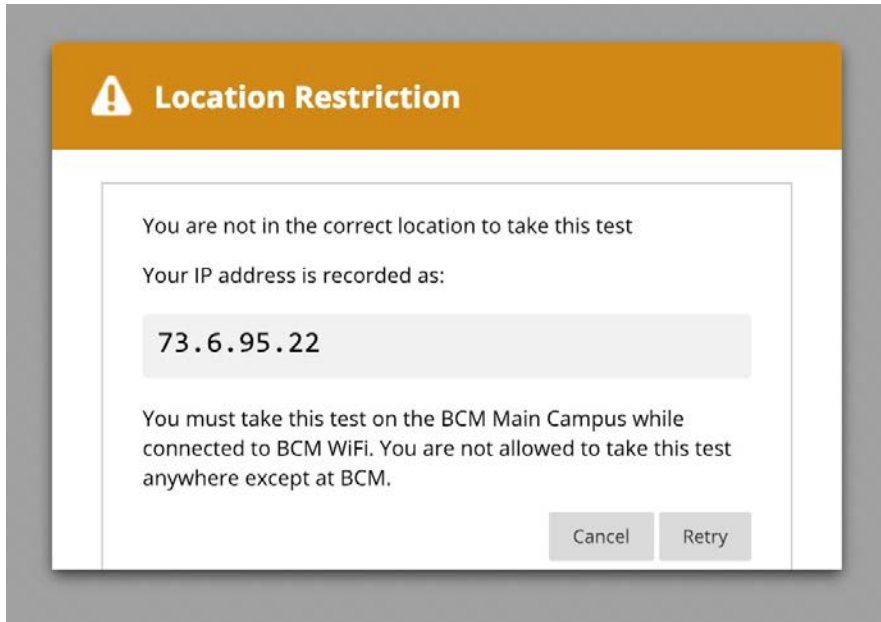 Location Restriction
You are not in the correct location to take this test
Your IP address is recorded as:
73.6.95.22
You must take this test on the BCM Main Campus while
connected to BCM WiFi. You are not allowed to take this test
anywhere except at BCM.
Cancel Retry